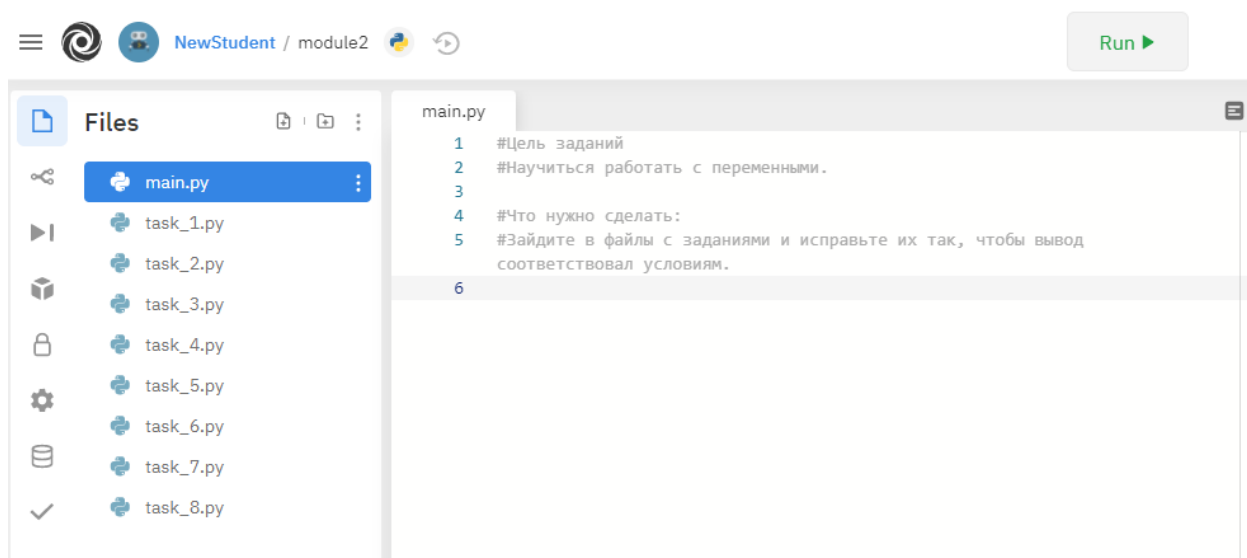 NewStudent / module2
Run
Files
main.py
task_1.py
task_2.py
task_3.py
task_4.py
task_5.py
task_6.py
task_7.py
task_8.py
main.py
1 #Цель заданий
2 #Научиться работать с переменными.
3
4 #Что нужно сделать:
5 #Зайдите в файлы с заданиями и исправьте их так, чтобы вывод
соответствовал условиям.
6